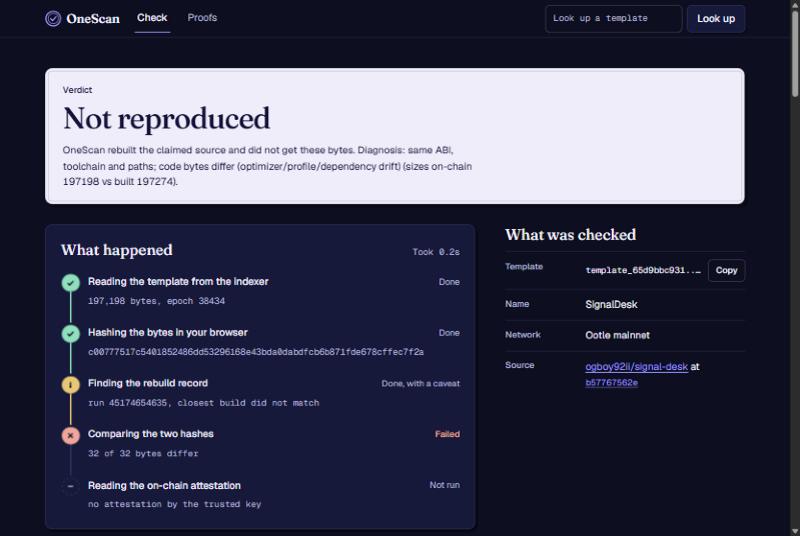 OneScan
Check
Proofs
Look up a template
Look up
Verdict
Not reproduced
OneScan rebuilt the claimed source and did not get these bytes. Diagnosis: same ABI,
toolchain and paths; code bytes differ (optimizer/profile/dependency drift) (sizes on-chain
197198 vs built 197274).
What happened
Took 0.2s
Reading the template from the indexer
Done
197,198 bytes, epoch 38434
Hashing the bytes in your browser
Done
c00777517c5401852486dd53296168e43bda0dabdfcb6b871fde678cffec7f2a
Finding the rebuild record
Done, with a caveat
run 45174654635, closest build did not match
Comparing the two hashes
Failed
32 of 32 bytes differ
Reading the on-chain attestation
Not run
no attestation by the trusted key
What was checked
Template
template_65d9bbc931...…
Copy
Name
SignalDesk
Network
Ootle mainnet
Source
ogboy92ii/signal-desk at
b57767562e